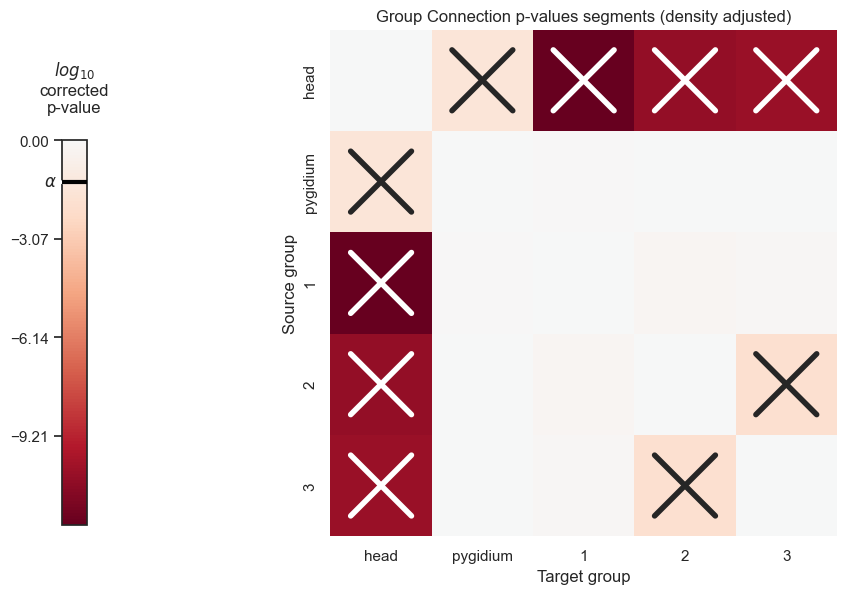 Group Connection p-values segments (density adjusted)
log₁₀
corrected
p-value
0.00
α
−3.07
−6.14
−9.21
Source group
head
pygidium
1
2
3
head pygidium 1 2 3
Target group